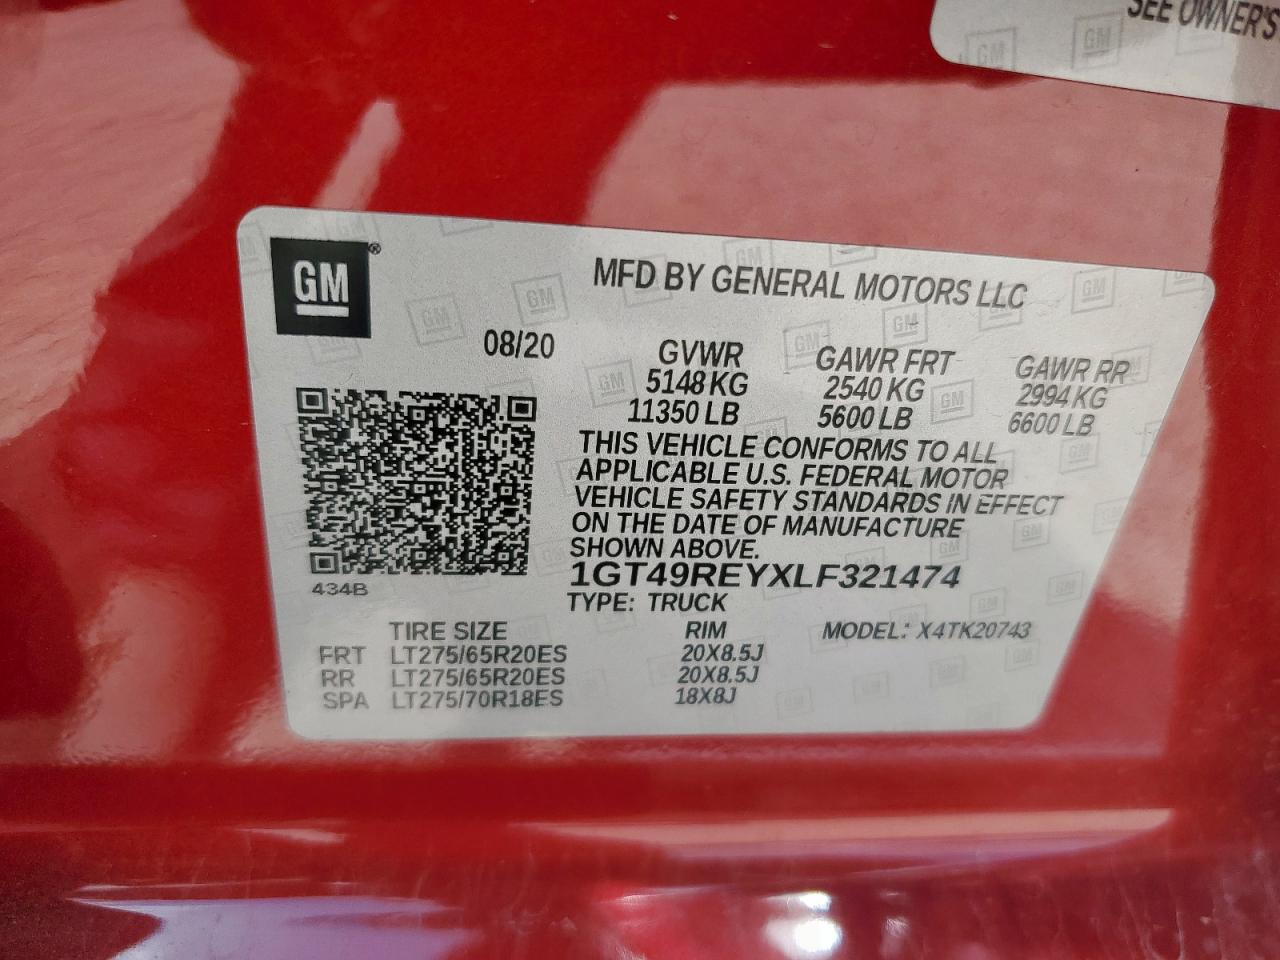 SEE OWNER'S
GM®
MFD BY GENERAL MOTORS LLC
08/20
GVWR GAWR FRT GAWR RR
5148 KG 2540 KG 2994 KG
11350 LB 5600 LB 6600 LB
THIS VEHICLE CONFORMS TO ALL
APPLICABLE U.S. FEDERAL MOTOR
VEHICLE SAFETY STANDARDS IN EFFECT
ON THE DATE OF MANUFACTURE
SHOWN ABOVE.
434B
1GT49REYXLF321474
TYPE: TRUCK
TIRE SIZE RIM MODEL: X4TK20743
FRT LT275/65R20ES 20X8.5J
RR LT275/65R20ES 20X8.5J
SPA LT275/70R18ES 18X8J